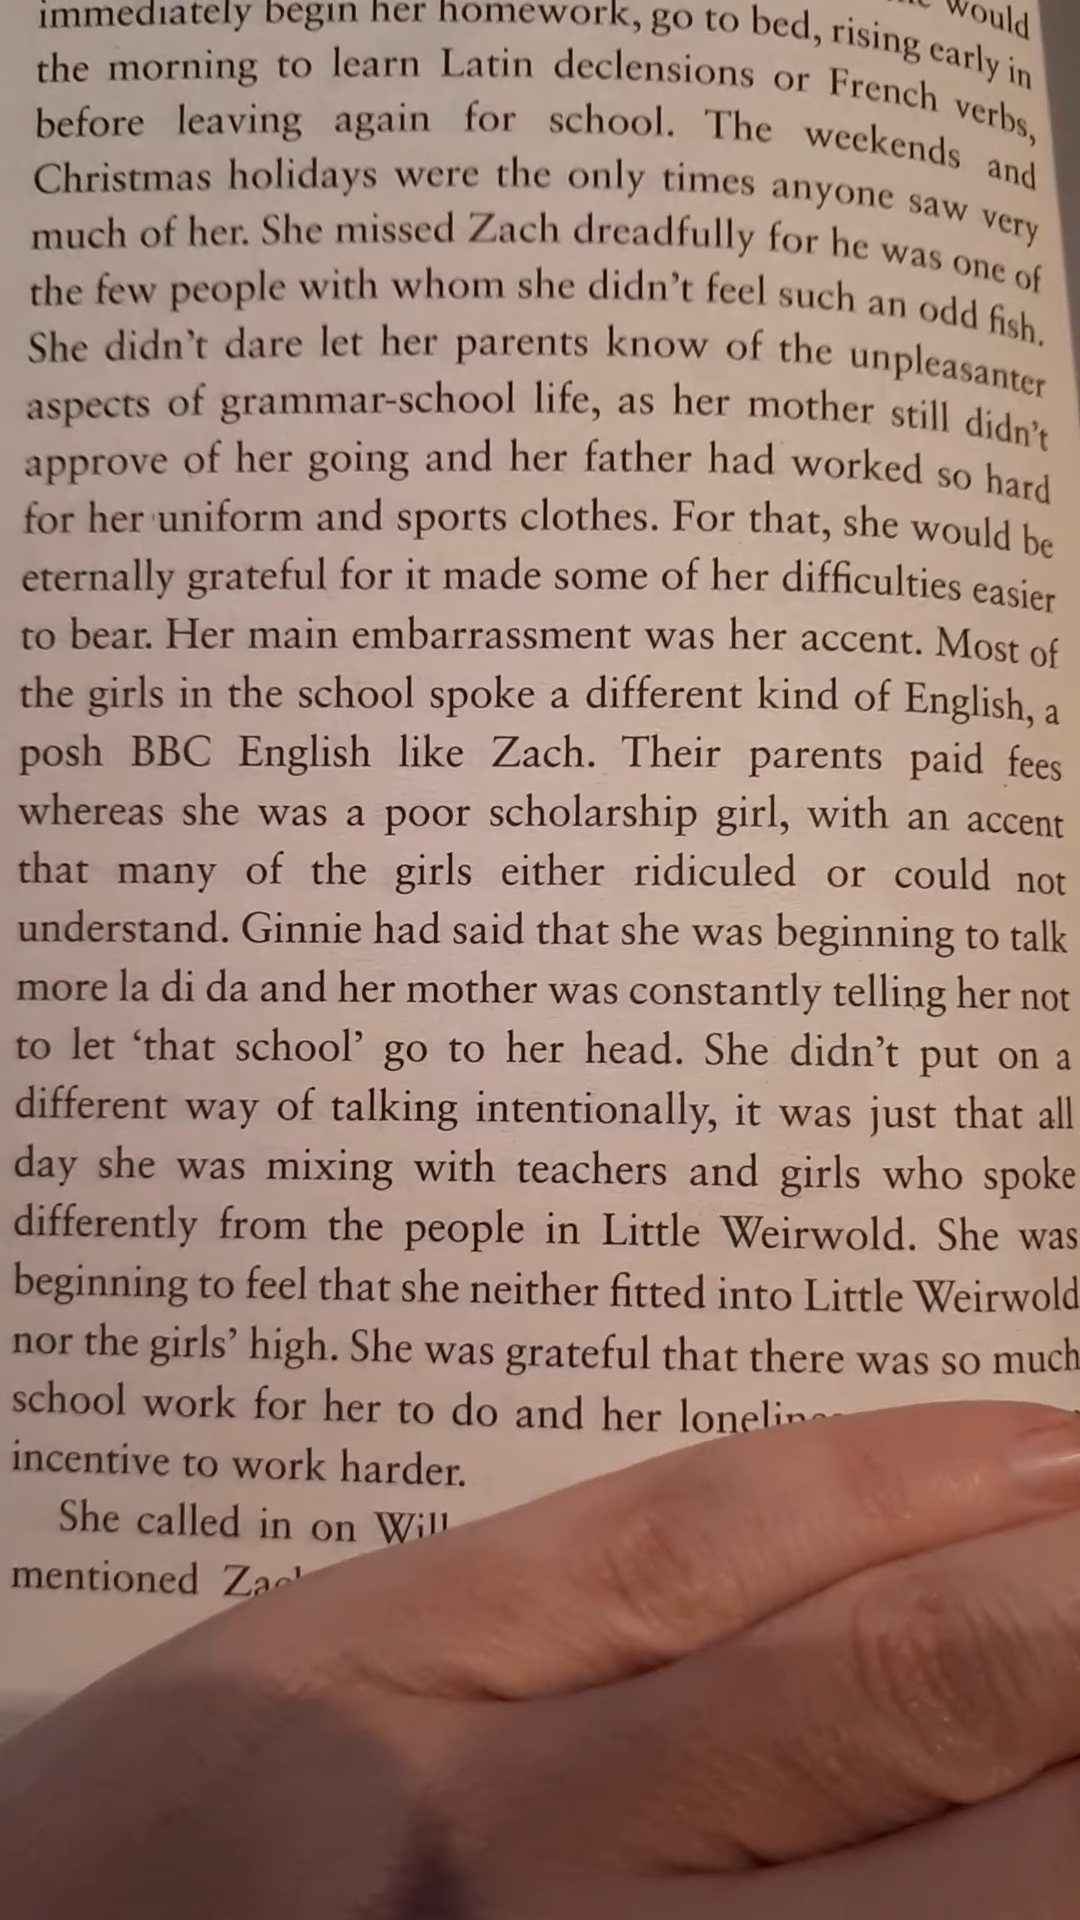 would
immediately begin her homework, go to bed, rising early in
the morning to learn Latin declensions or French verbs,
before leaving again for school. The weekends and
Christmas holidays were the only times anyone saw very
much of her. She missed Zach dreadfully for he was one of
the few people with whom she didn't feel such an odd fish.
She didn't dare let her parents know of the unpleasanter
aspects of grammar-school life, as her mother still didn't
approve of her going and her father had worked so hard
for her uniform and sports clothes. For that, she would be
eternally grateful for it made some of her difficulties easier
to bear. Her main embarrassment was her accent. Most of
the girls in the school spoke a different kind of English, a
posh BBC English like Zach. Their parents paid fees
whereas she was a poor scholarship girl, with an accent
that many of the girls either ridiculed or could not
understand. Ginnie had said that she was beginning to talk
more la di da and her mother was constantly telling her not
to let ‘that school’ go to her head. She didn't put on a
different way of talking intentionally, it was just that all
day she was mixing with teachers and girls who spoke
differently from the people in Little Weirwold. She was
beginning to feel that she neither fitted into Little Weirwold
nor the girls' high. She was grateful that there was so much
school work for her to do and her
incentive to work harder.
She called in on Will
mentioned